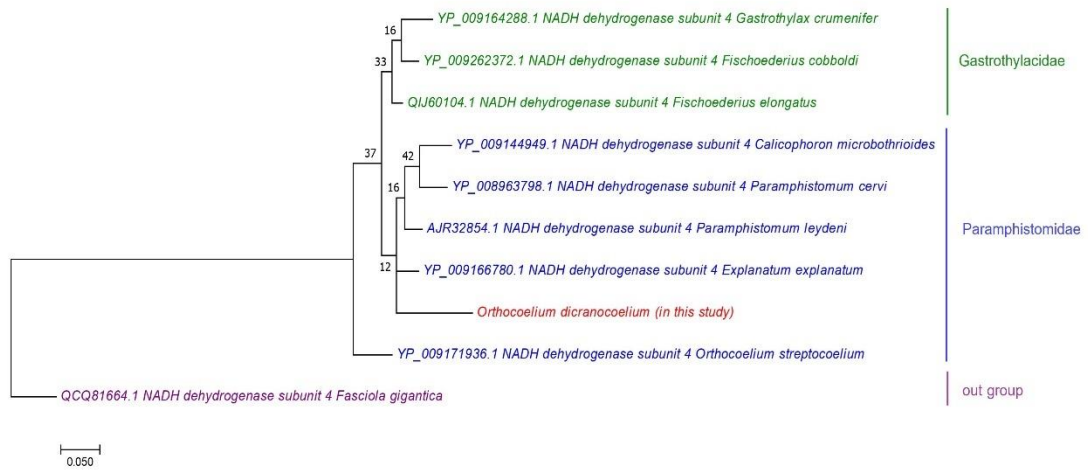 YP_009164288.1 NADH dehydrogenase subunit 4 Gastrothylax crumenifer
16
YP_009262372.1 NADH dehydrogenase subunit 4 Fischoederius cobboldi
33
Gastrothylacidae
QIJ60104.1 NADH dehydrogenase subunit 4 Fischoederius elongatus
YP_009144949.1 NADH dehydrogenase subunit 4 Calicophoron microbothrioides
37
42
YP_008963798.1 NADH dehydrogenase subunit 4 Paramphistomum cervi
16
AJR32854.1 NADH dehydrogenase subunit 4 Paramphistomum leydeni
Paramphistomidae
12
YP_009166780.1 NADH dehydrogenase subunit 4 Explanatum explanatum
Orthocoelium dicranocoelium (in this study)
YP_009171936.1 NADH dehydrogenase subunit 4 Orthocoelium streptocoelium
QCQ81664.1 NADH dehydrogenase subunit 4 Fasciola gigantica
out group
0.050